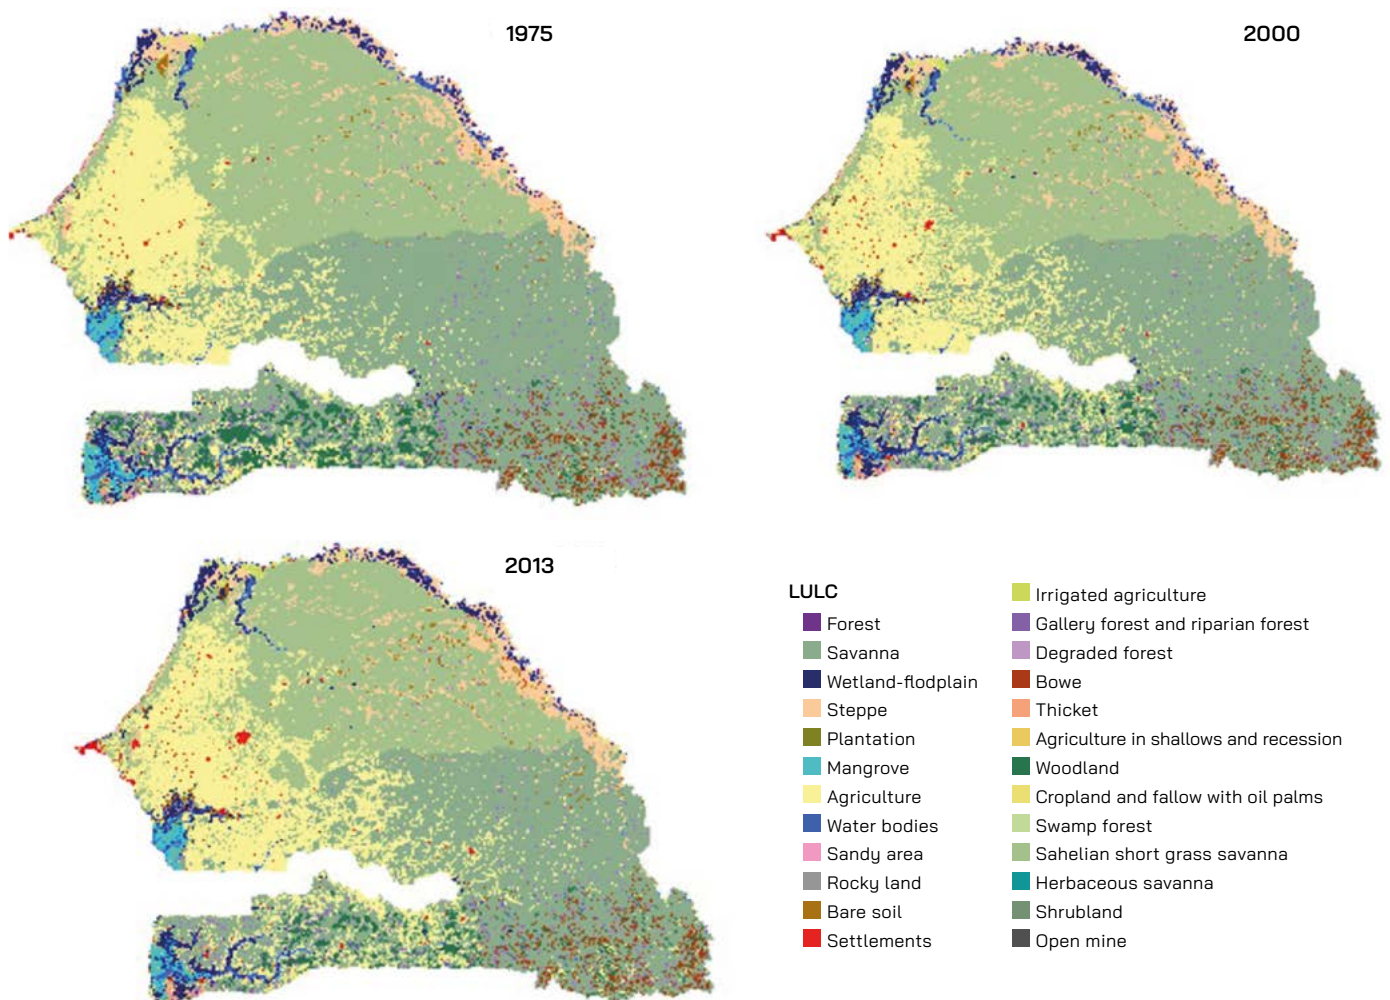 1975
2000
2013
LULC
Forest
Savanna
Wetland-flodplain
Steppe
Plantation
Mangrove
Agriculture
Water bodies
Sandy area
Rocky land
Bare soil
Settlements
Irrigated agriculture
Gallery forest and riparian forest
Degraded forest
Bowe
Thicket
Agriculture in shallows and recession
Woodland
Cropland and fallow with oil palms
Swamp forest
Sahelian short grass savanna
Herbaceous savanna
Shrubland
Open mine